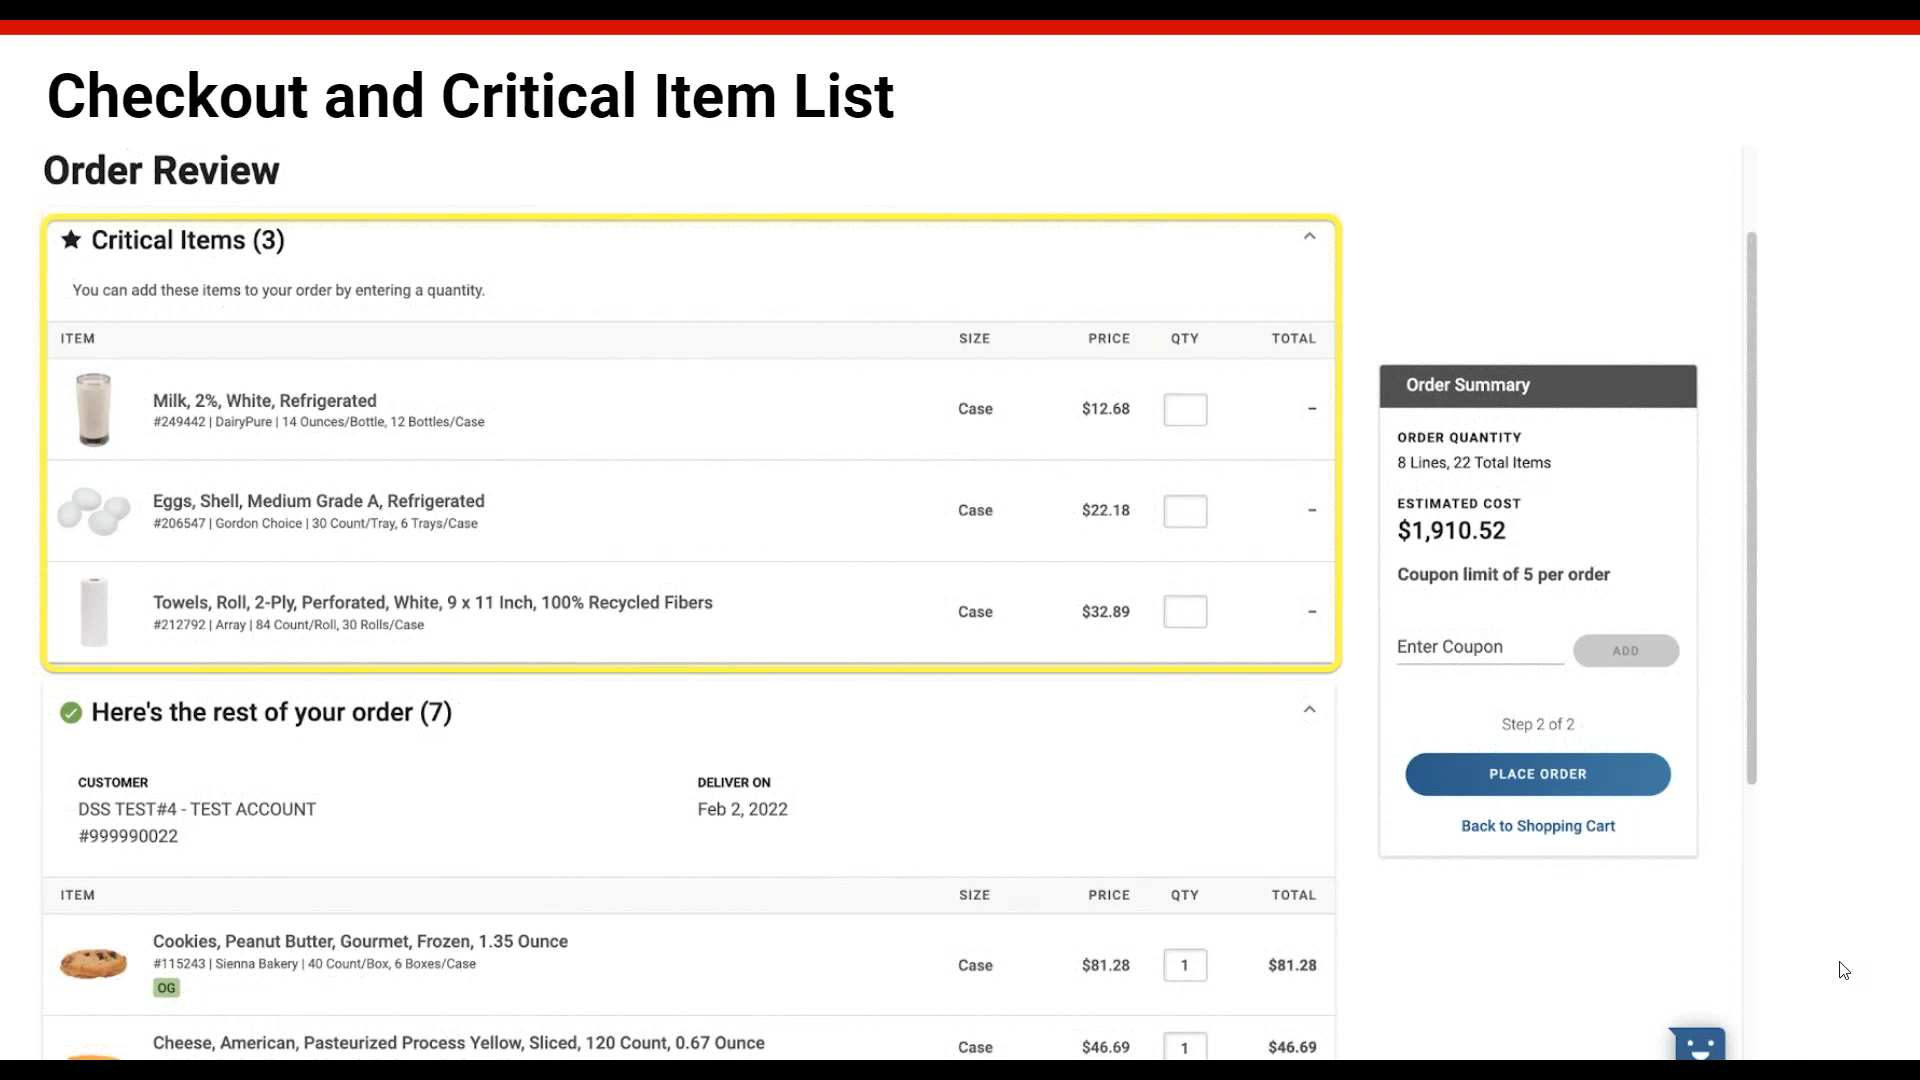 Checkout and Critical Item List
Order Review
Critical Items (3)
You can add these items to your order by entering a quantity.
ITEM SIZE PRICE QTY TOTAL
Milk, 2%, White, Refrigerated
#249442 | DairyPure | 14 Ounces/Bottle, 12 Bottles/Case
Case $12.68 –
Eggs, Shell, Medium Grade A, Refrigerated
#206547 | Gordon Choice | 30 Count/Tray, 6 Trays/Case
Case $22.18 –
Towels, Roll, 2-Ply, Perforated, White, 9 x 11 Inch, 100% Recycled Fibers
#212792 | Array | 84 Count/Roll, 30 Rolls/Case
Case $32.89 –
Here's the rest of your order (7)
CUSTOMER
DSS TEST#4 - TEST ACCOUNT
#999990022
DELIVER ON
Feb 2, 2022
ITEM SIZE PRICE QTY TOTAL
Cookies, Peanut Butter, Gourmet, Frozen, 1.35 Ounce
#115243 | Sienna Bakery | 40 Count/Box, 6 Boxes/Case
OG
Case $81.28 1 $81.28
Cheese, American, Pasteurized Process Yellow, Sliced, 120 Count, 0.67 Ounce
Case $46.69 1 $46.69
Order Summary
ORDER QUANTITY
8 Lines, 22 Total Items
ESTIMATED COST
$1,910.52
Coupon limit of 5 per order
Enter Coupon ADD
Step 2 of 2
PLACE ORDER
Back to Shopping Cart